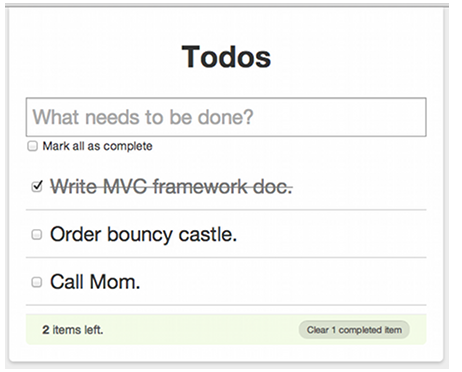 Todos
What needs to be done?
Mark all as complete
Write MVC framework doc.
Order bouncy castle.
Call Mom.
2 items left.
Clear 1 completed item